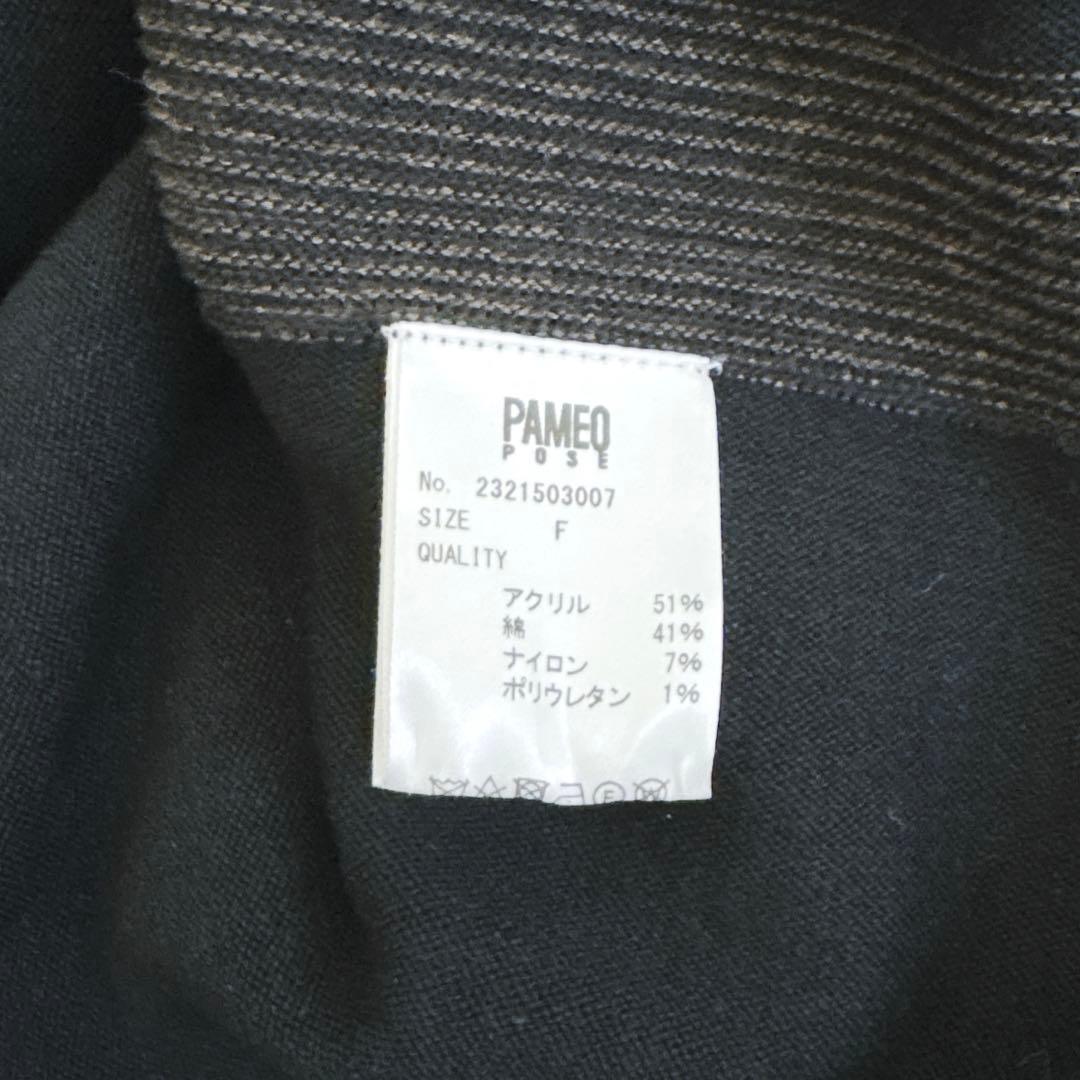 PAMEO
POSE
No. 2321503007
SIZE F
QUALITY
アクリル 51%
綿 41%
ナイロン 7%
ポリウレタン 1%